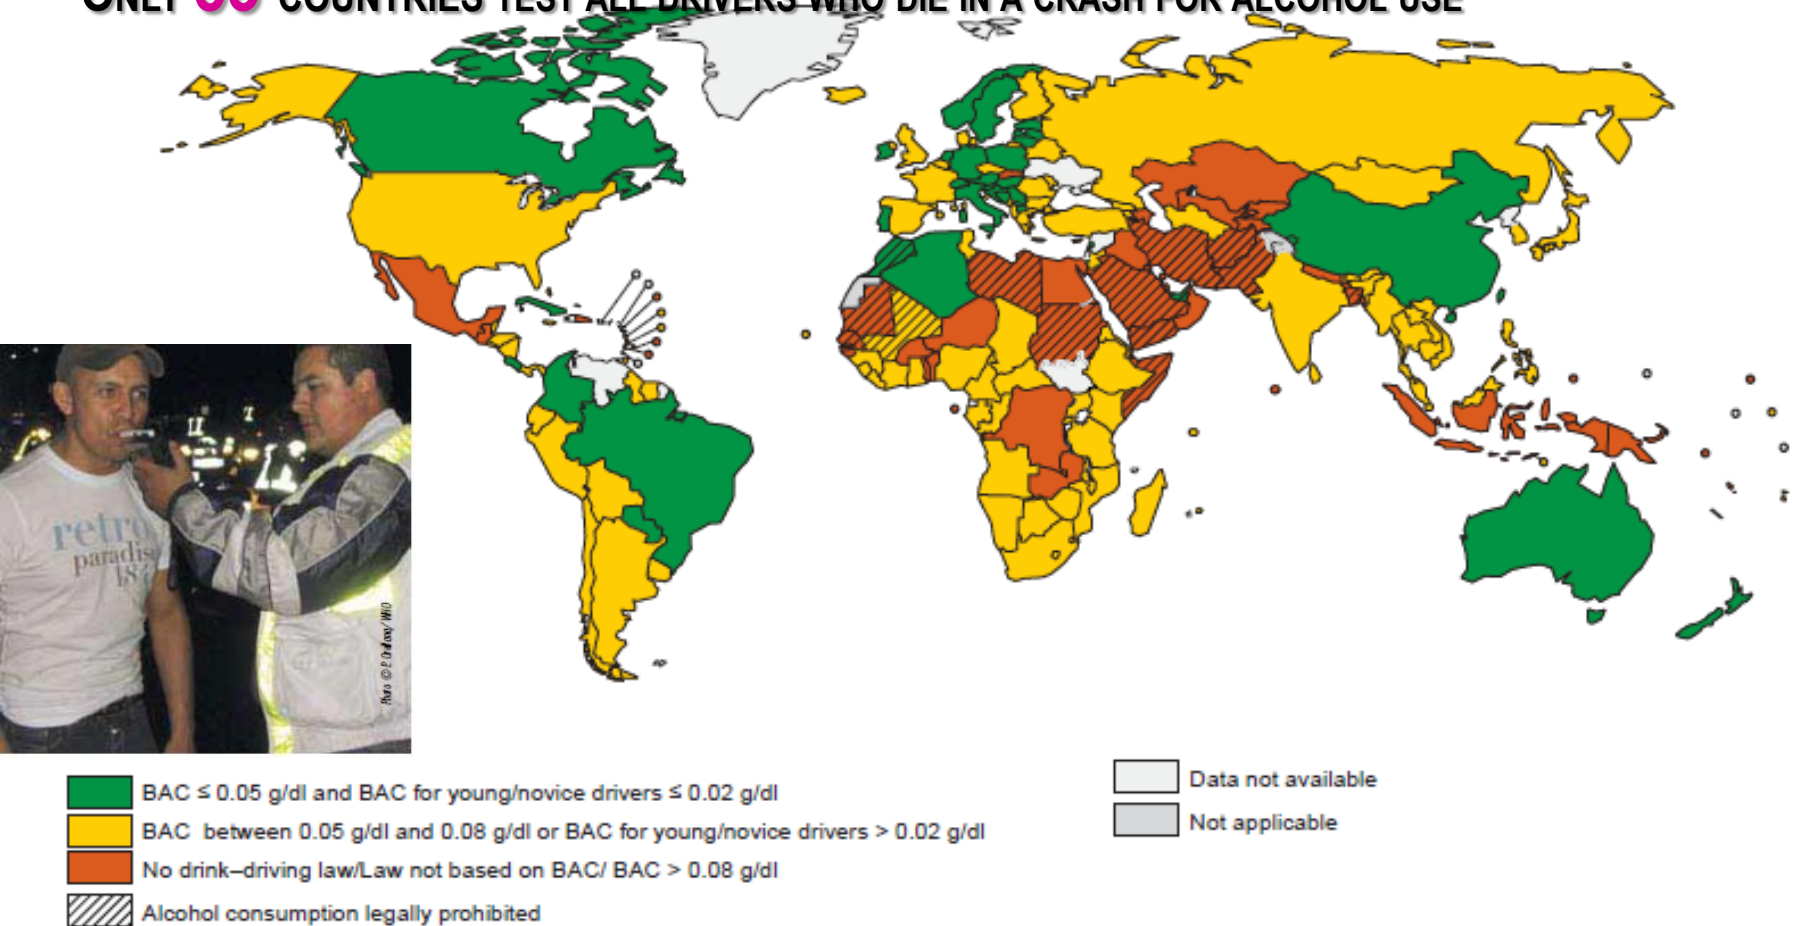 ONLY COUNTRIES TEST ALL DRIVERS WHO DIE IN A CRASH FOR ALCOHOL USE
retro
paradise
BAC ≤ 0.05 g/dl and BAC for young/novice drivers ≤ 0.02 g/dl
BAC between 0.05 g/dl and 0.08 g/dl or BAC for young/novice drivers > 0.02 g/dl
No drink–driving law/Law not based on BAC/ BAC > 0.08 g/dl
Alcohol consumption legally prohibited
Data not available
Not applicable